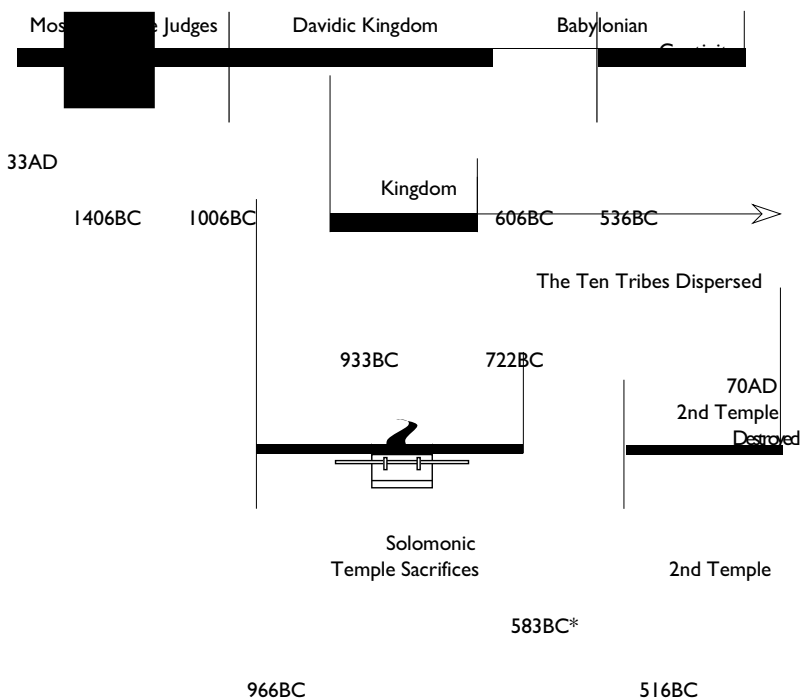 Judges Davidic Kingdom Babylonian
33AD
Kingdom
1406BC 1006BC 606BC 536BC
The Ten Tribes Dispersed
933BC 722BC
70AD
2nd Temple
Destroyed
Solomonic
Temple Sacrifices 2nd Temple
583BC*
966BC 516BC